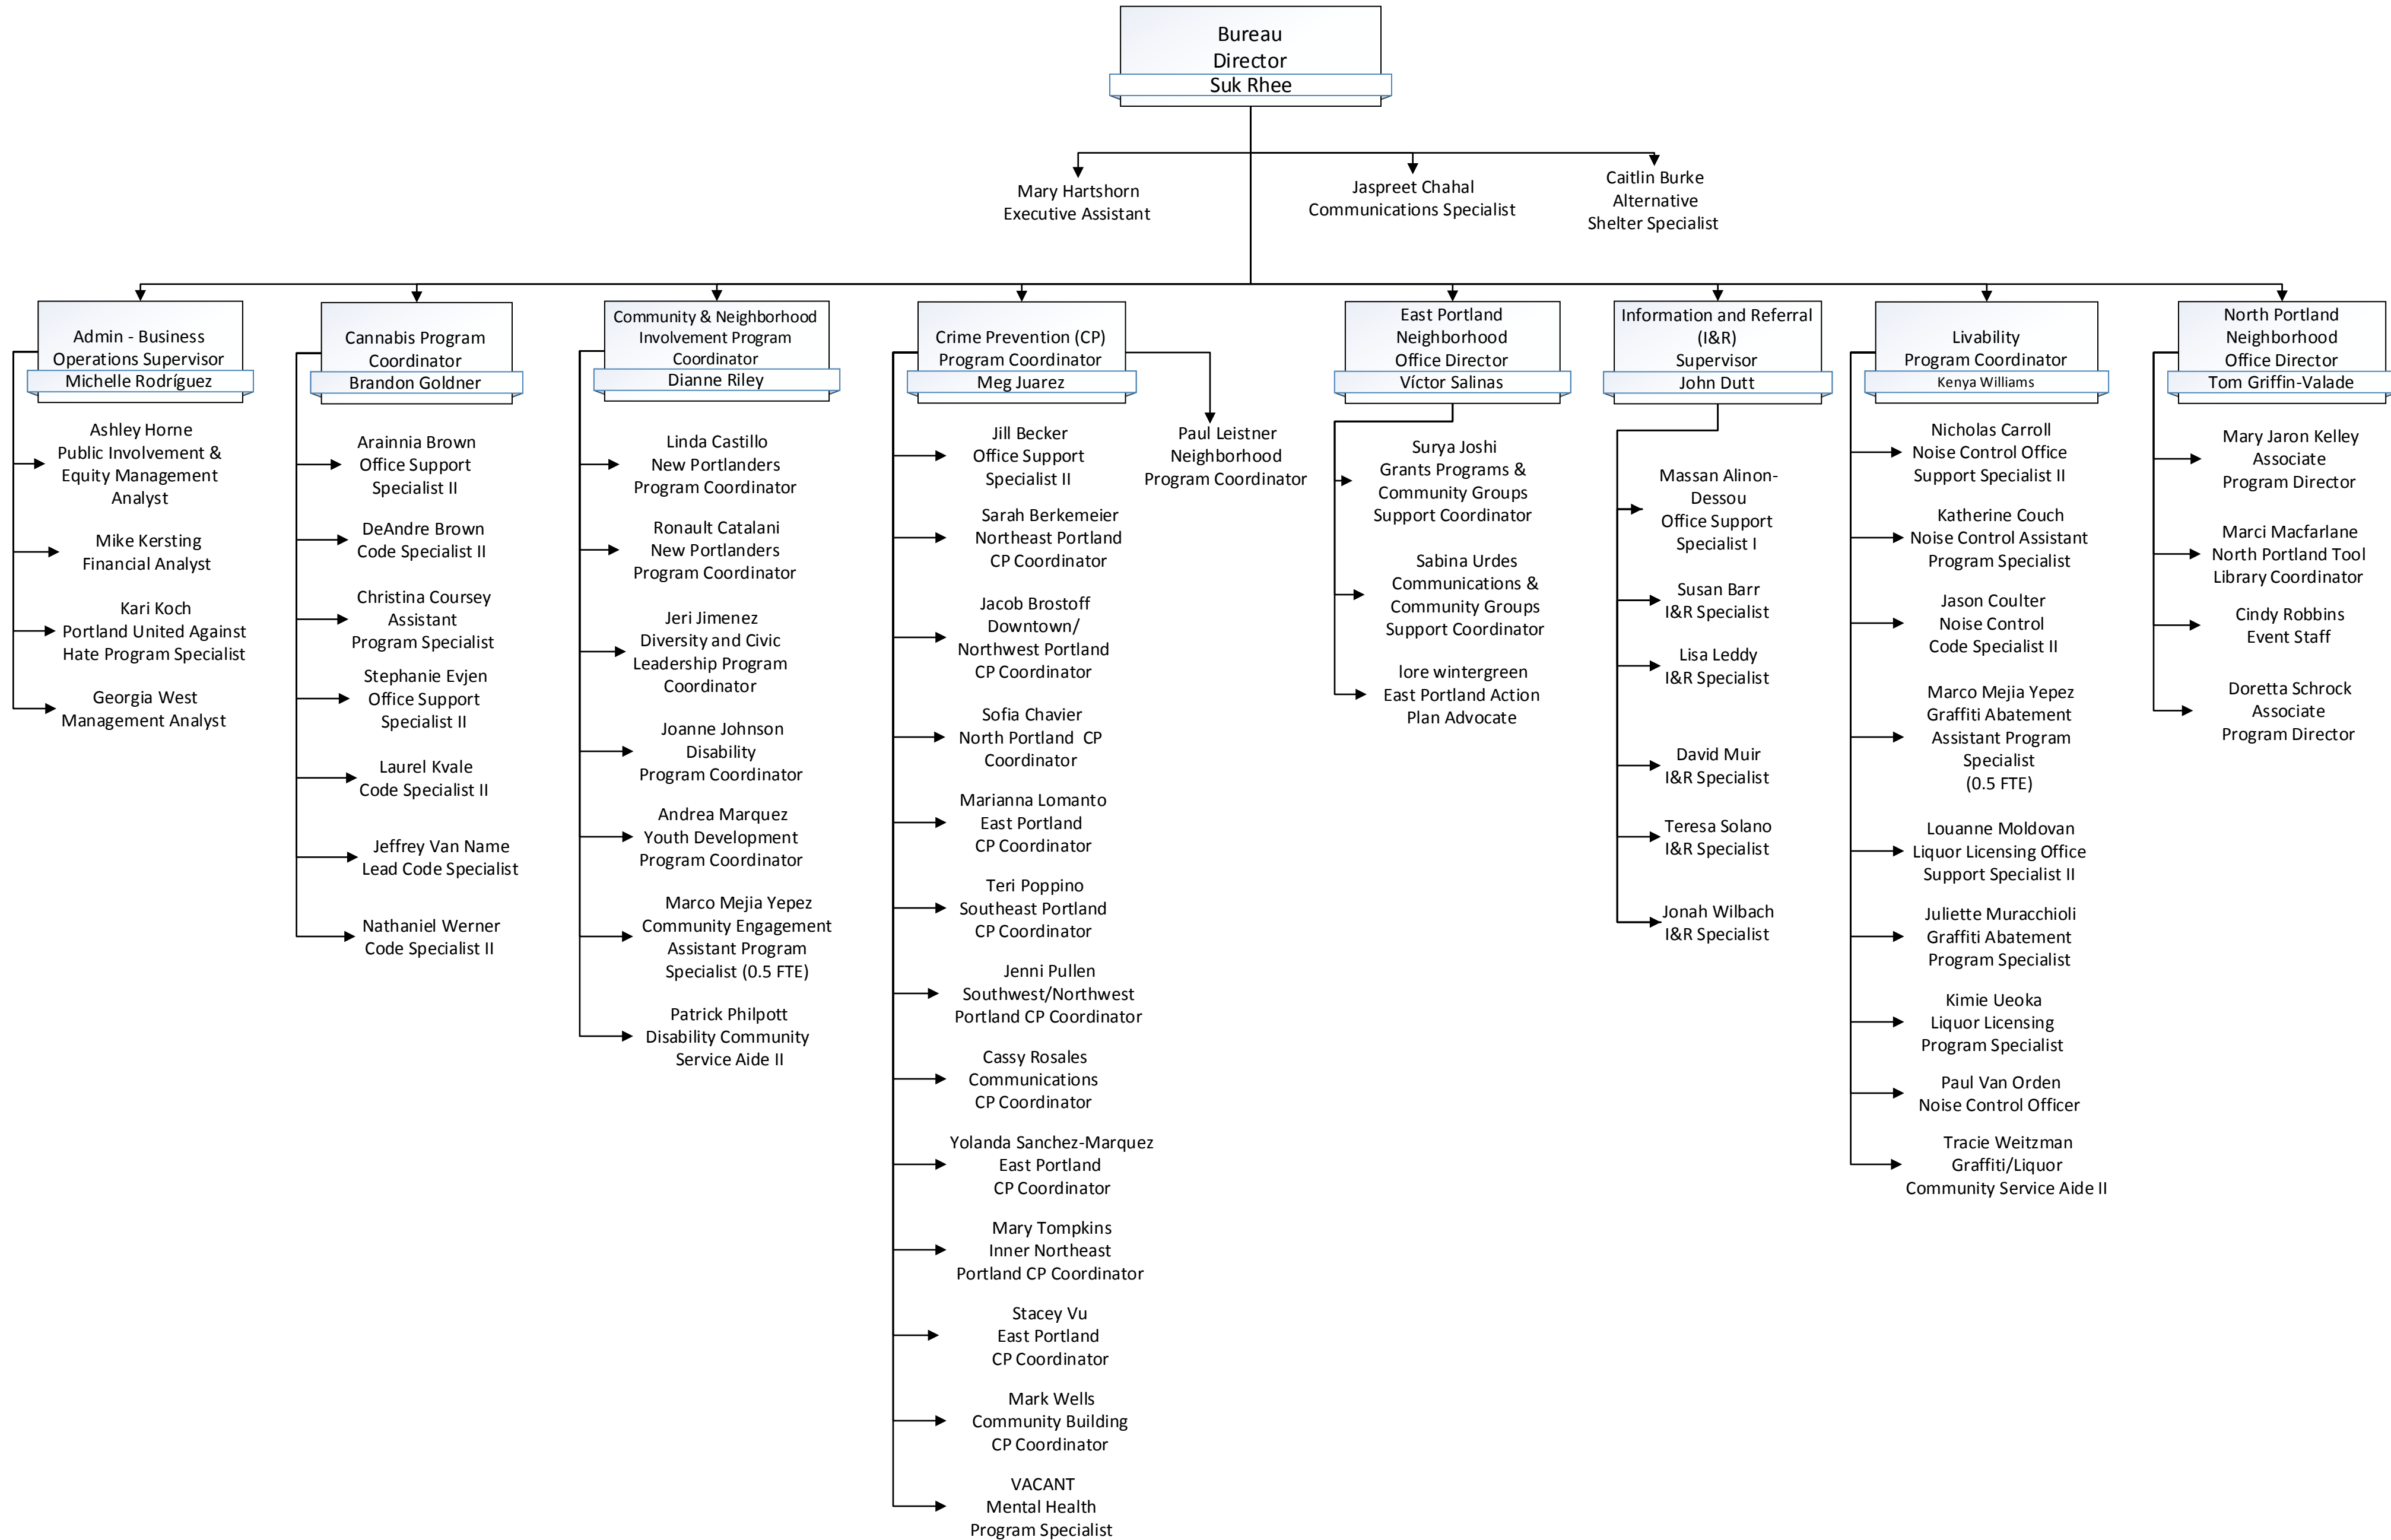 Bureau
Director
Suk Rhee
Mary Hartshorn
Executive Assistant
Jaspreet Chahal
Communications Specialist
Caitlin Burke
Alternative
Shelter Specialist
Admin - Business
Operations Supervisor
Michelle Rodríguez
Ashley Horne
Public Involvement &
Equity Management
Analyst
Mike Kersting
Financial Analyst
Kari Koch
Portland United Against
Hate Program Specialist
Georgia West
Management Analyst
Cannabis Program
Coordinator
Brandon Goldner
Arainnia Brown
Office Support
Specialist II
DeAndre Brown
Code Specialist II
Christina Coursey
Assistant
Program Specialist
Stephanie Evjen
Office Support
Specialist II
Laurel Kvale
Code Specialist II
Jeffrey Van Name
Lead Code Specialist
Nathaniel Werner
Code Specialist II
Community & Neighborhood
Involvement Program
Coordinator
Dianne Riley
Linda Castillo
New Portlanders
Program Coordinator
Ronault Catalani
New Portlanders
Program Coordinator
Jeri Jimenez
Diversity and Civic
Leadership Program
Coordinator
Joanne Johnson
Disability
Program Coordinator
Andrea Marquez
Youth Development
Program Coordinator
Marco Mejia Yepez
Community Engagement
Assistant Program
Specialist (0.5 FTE)
Patrick Philpott
Disability Community
Service Aide II
Crime Prevention (CP)
Program Coordinator
Meg Juarez
Jill Becker
Office Support
Specialist II
Sarah Berkemeier
Northeast Portland
CP Coordinator
Jacob Brostoff
Downtown/
Northwest Portland
CP Coordinator
Sofia Chavier
North Portland CP
Coordinator
Marianna Lomanto
East Portland
CP Coordinator
Teri Poppino
Southeast Portland
CP Coordinator
Jenni Pullen
Southwest/Northwest
Portland CP Coordinator
Cassy Rosales
Communications
CP Coordinator
Yolanda Sanchez-Marquez
East Portland
CP Coordinator
Mary Tompkins
Inner Northeast
Portland CP Coordinator
Stacey Vu
East Portland
CP Coordinator
Mark Wells
Community Building
CP Coordinator
VACANT
Mental Health
Program Specialist
Paul Leistner
Neighborhood
Program Coordinator
East Portland
Neighborhood
Office Director
Víctor Salinas
Surya Joshi
Grants Programs &
Community Groups
Support Coordinator
Sabina Urdes
Communications &
Community Groups
Support Coordinator
lore wintergreen
East Portland Action
Plan Advocate
Information and Referral
(I&R)
Supervisor
John Dutt
Massan Alinon-
Dessou
Office Support
Specialist I
Susan Barr
I&R Specialist
Lisa Leddy
I&R Specialist
David Muir
I&R Specialist
Teresa Solano
I&R Specialist
Jonah Wilbach
I&R Specialist
Livability
Program Coordinator
Kenya Williams
Nicholas Carroll
Noise Control Office
Support Specialist II
Katherine Couch
Noise Control Assistant
Program Specialist
Jason Coulter
Noise Control
Code Specialist II
Marco Mejia Yepez
Graffiti Abatement
Assistant Program
Specialist
(0.5 FTE)
Louanne Moldovan
Liquor Licensing Office
Support Specialist II
Juliette Muracchioli
Graffiti Abatement
Program Specialist
Kimie Ueoka
Liquor Licensing
Program Specialist
Paul Van Orden
Noise Control Officer
Tracie Weitzman
Graffiti/Liquor
Community Service Aide II
North Portland
Neighborhood
Office Director
Tom Griffin-Valade
Mary Jaron Kelley
Associate
Program Director
Marci Macfarlane
North Portland Tool
Library Coordinator
Cindy Robbins
Event Staff
Doretta Schrock
Associate
Program Director